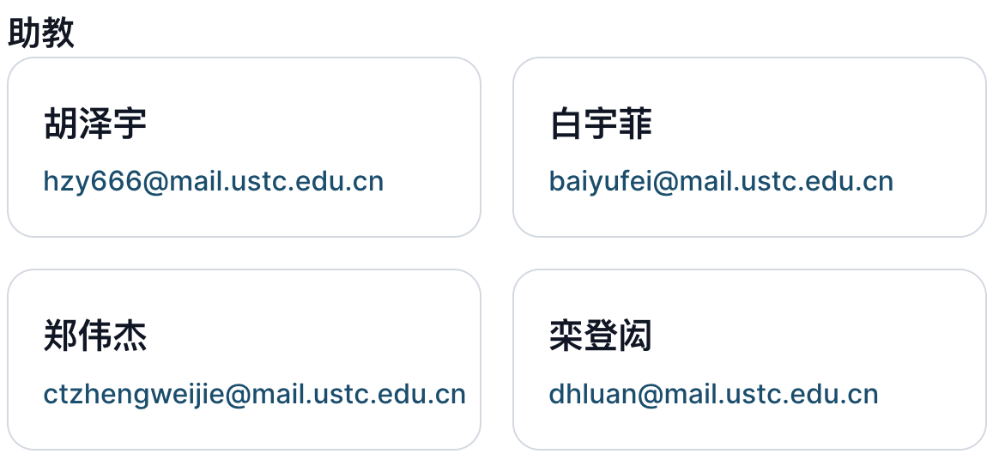 助教
胡泽宇
hzy666@mail.ustc.edu.cn
白宇菲
baiyufei@mail.ustc.edu.cn
郑伟杰
ctzhengweijie@mail.ustc.edu.cn
栾登闳
dhluan@mail.ustc.edu.cn